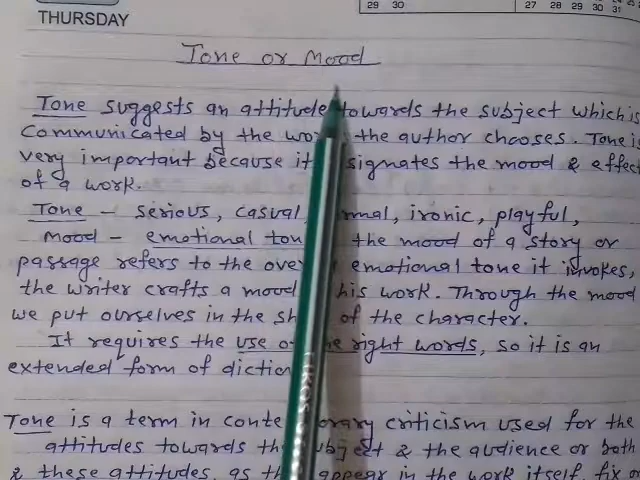 29 30
27 28 29 30 31
THURSDAY
Tone or Mood
Tone suggests an attitude towards the subject which is
communicated by the the author chooses. Tone is
very important because it signates the mood & effect
of a work.
Tone - serious, casual, ironic, playful,
Mood - emotional the mood of a story or
passage refers to the emotional tone it invokes,
the writer crafts a mood his work. Through the mood
we put ourselves in the of the character.
It requires the use right words, so it is an
extended form of diction
Tone is a term in criticism used for the
attitudes towards & the audience or both
& these attitudes, as appear in the work itself, fix